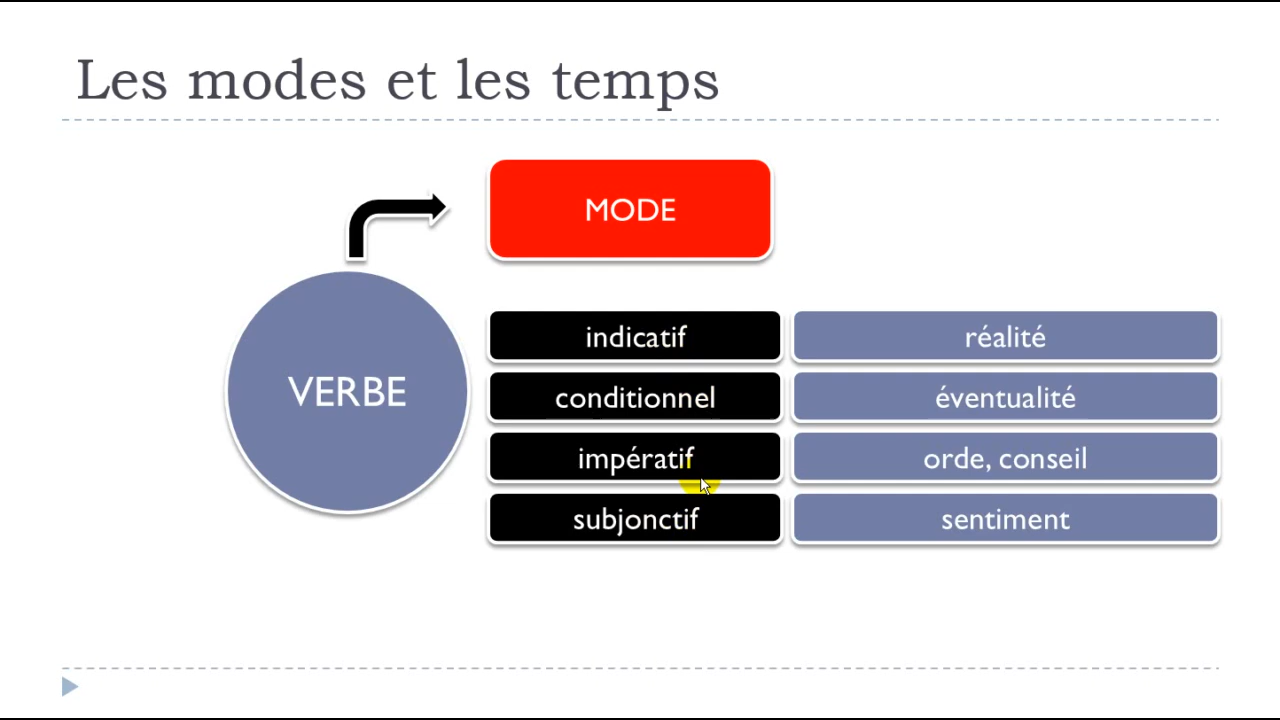 Les modes et les temps
MODE
VERBE
indicatif
réalité
conditionnel
éventualité
impératif
orde, conseil
subjonctif
sentiment